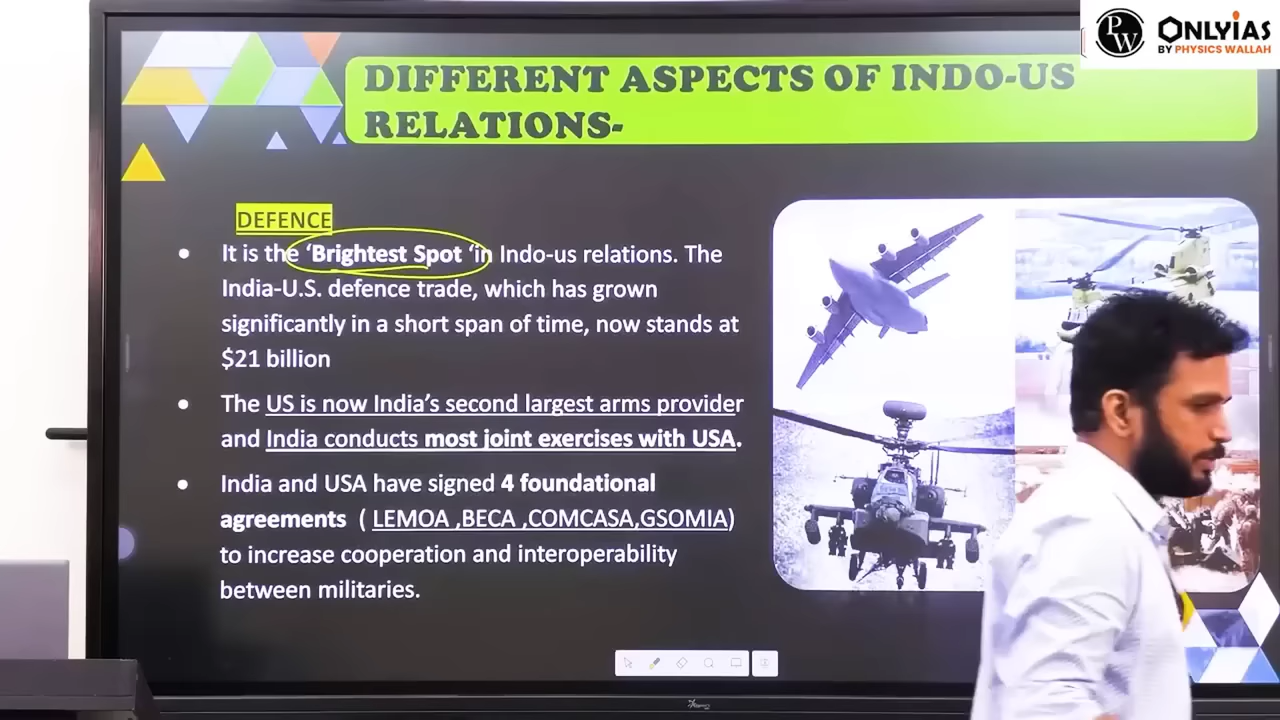 PW
ONLYIAS
BY PHYSICS WALLAH
DIFFERENT ASPECTS OF INDO-US
RELATIONS-
DEFENCE
• It is the ‘Brightest Spot ‘in Indo-us relations. The
India-U.S. defence trade, which has grown
significantly in a short span of time, now stands at
$21 billion
• The US is now India’s second largest arms provider
and India conducts most joint exercises with USA.
• India and USA have signed 4 foundational
agreements ( LEMOA ,BECA ,COMCASA,GSOMIA)
to increase cooperation and interoperability
between militaries.